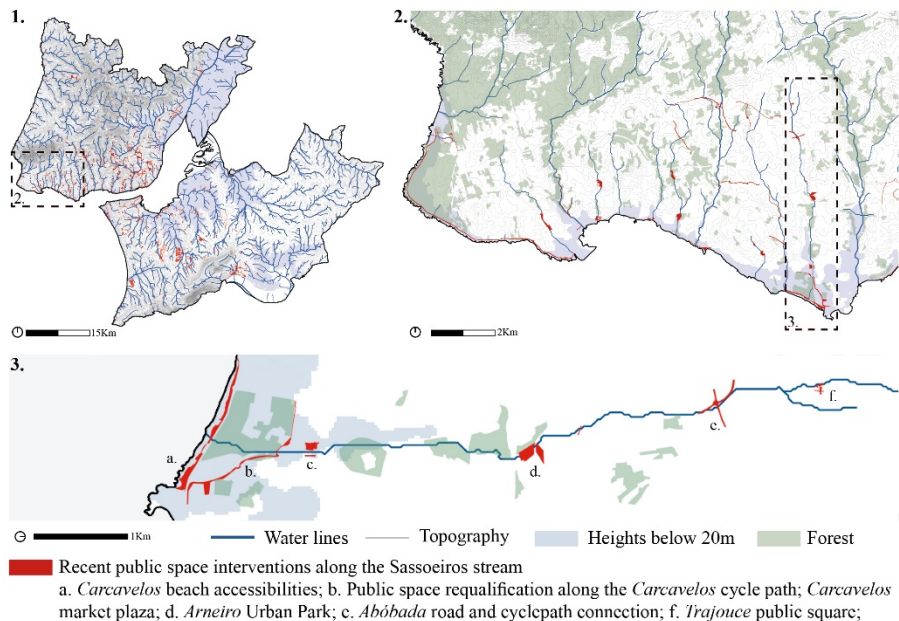 1.
2.
2.
15Km
2Km
3.
3.
a.
b.
c.
d.
e.
f.
1Km
Water lines
Topography
Heights below 20m
Forest
Recent public space interventions along the Sassoeiros stream
a. Carcavelos beach accessibilities; b. Public space requalification along the Carcavelos cycle path; Carcavelos
market plaza; d. Arneiro Urban Park; e. Abóbada road and cyclepath connection; f. Trajouce public square;